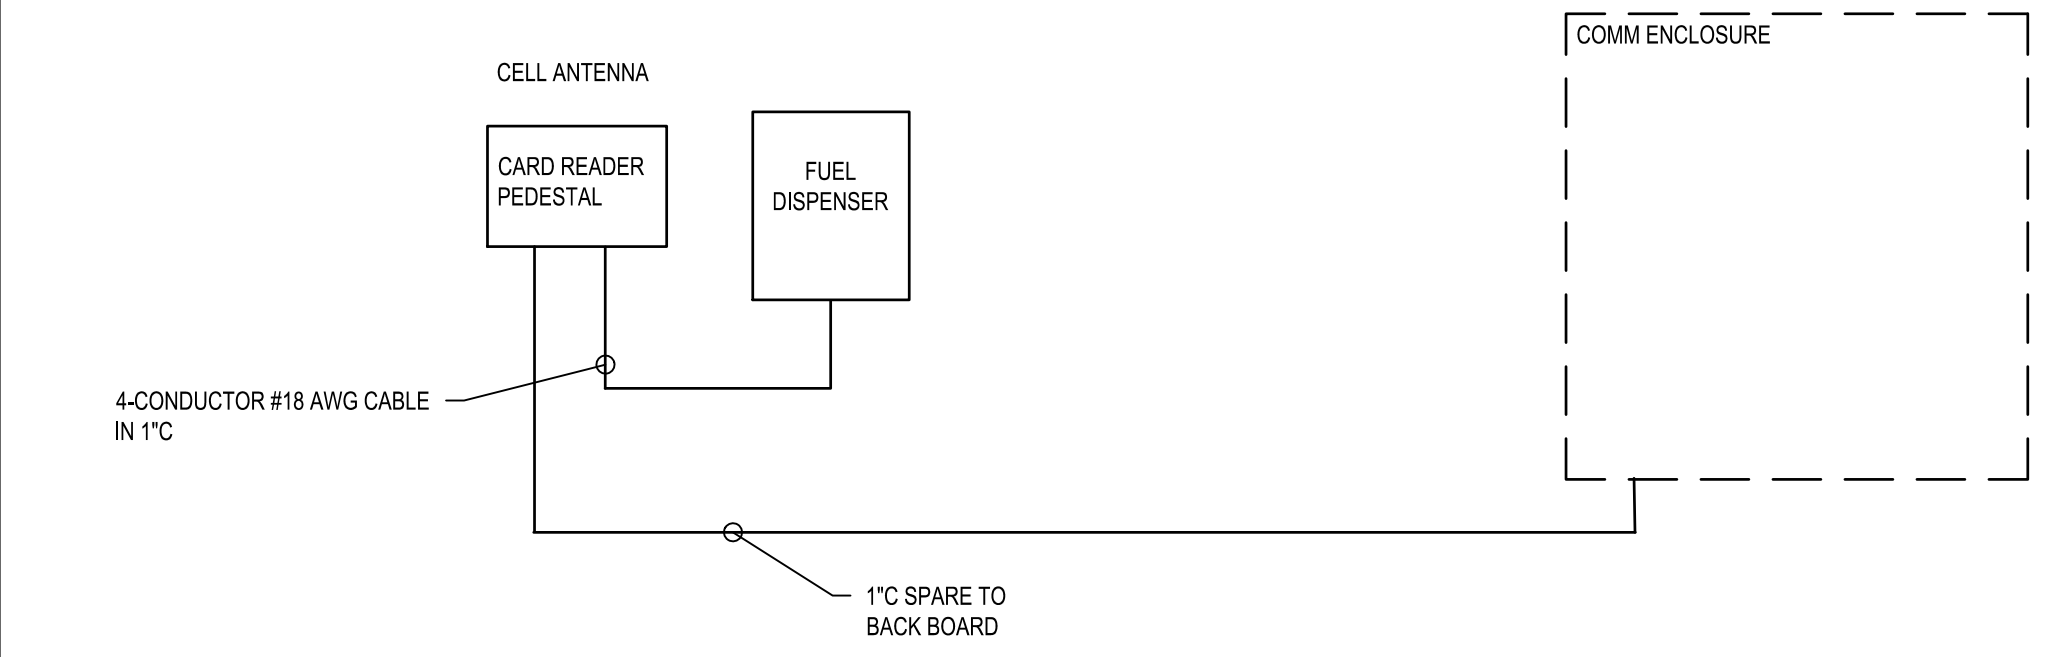 COMM ENCLOSURE
CELL ANTENNA
CARD READER
PEDESTAL
FUEL
DISPENSER
4-CONDUCTOR #18 AWG CABLE
IN 1"C
1"C SPARE TO
BACK BOARD